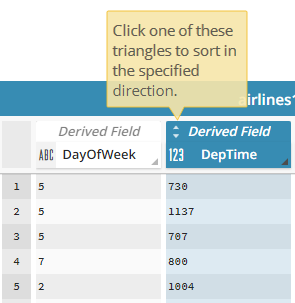 Click one of these
triangles to sort in
the specified
direction.
airlines1
Derived Field
Derived Field
ABC DayOfWeek
123 DepTime
1 5 730
2 5 1137
3 5 707
4 7 800
5 2 1004